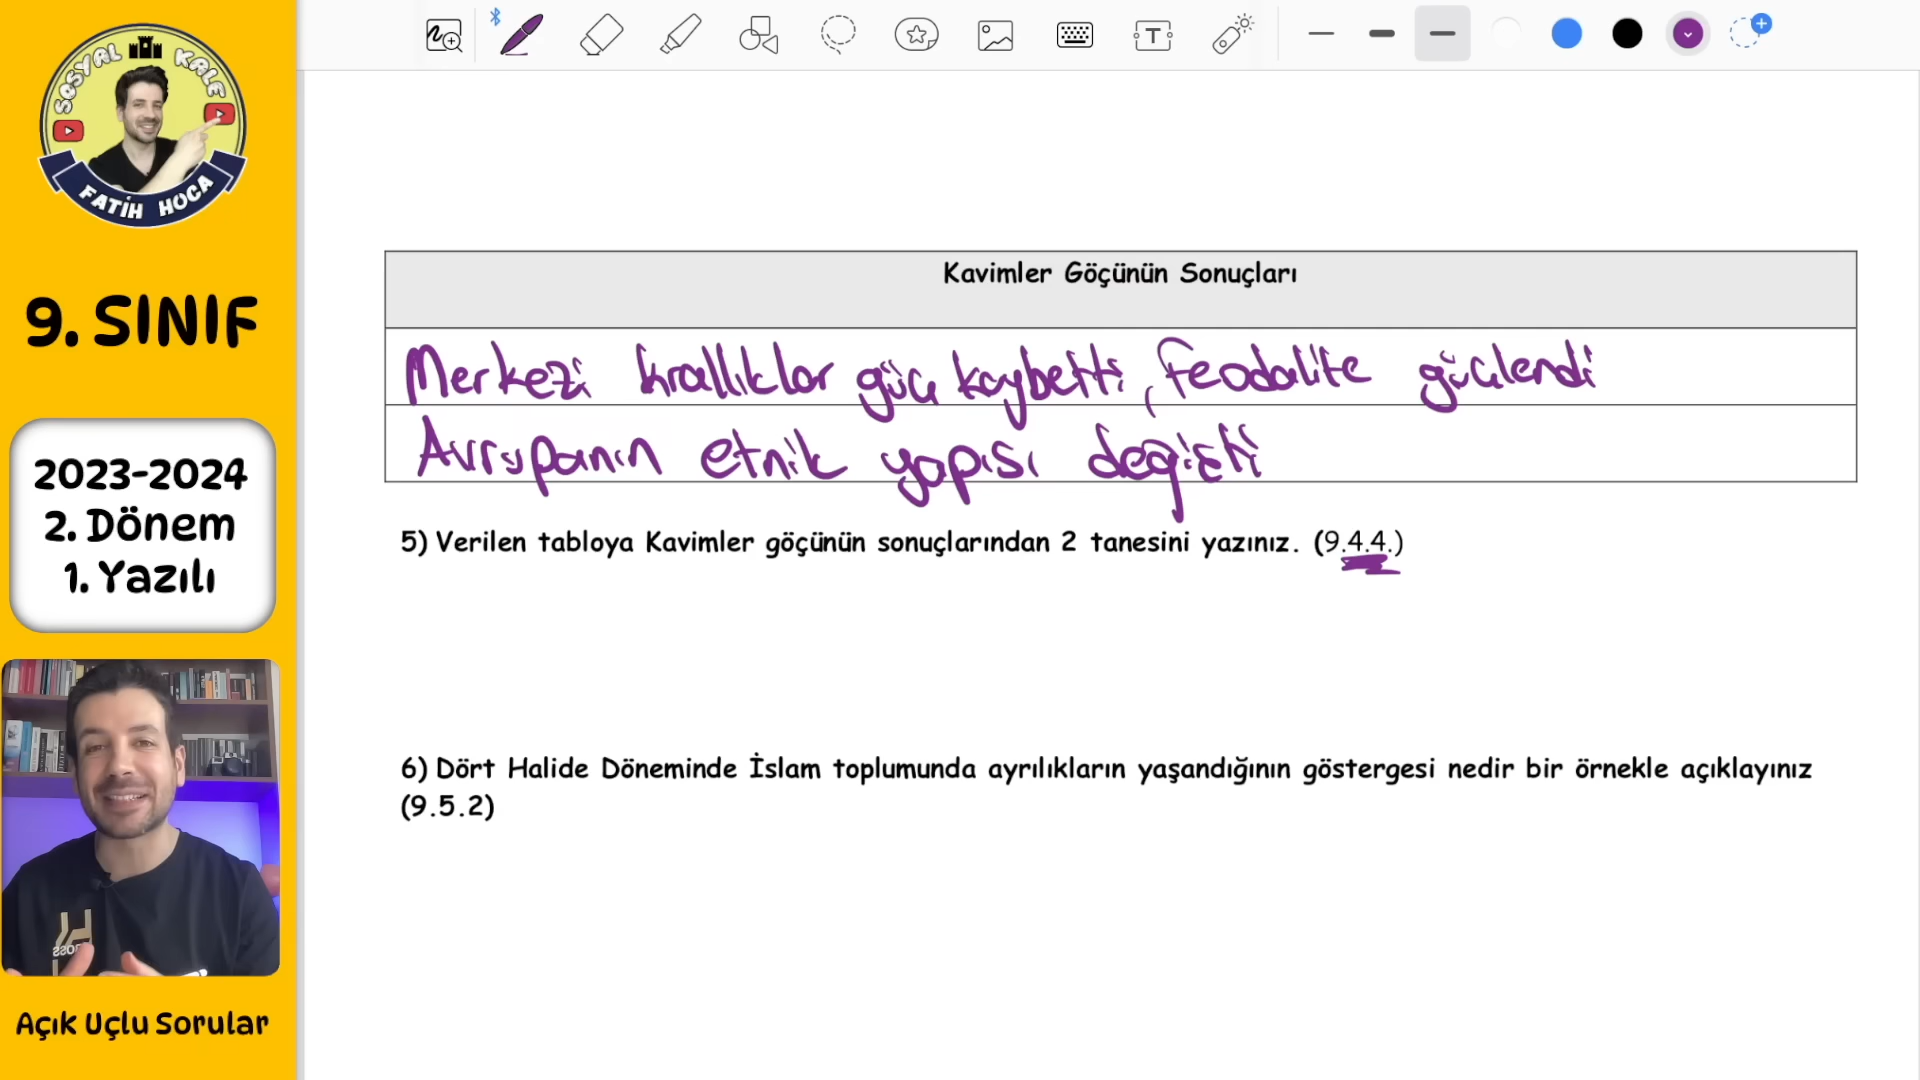 SOSYAL KALE
FATİH HOCA
9. SINIF
2023-2024
2. Dönem
1. Yazılı
Açık Uçlu Sorular
Kavimler Göçünün Sonuçları
Merkezi krallıklar güç kaybetti, feodalite güçlendi
Avrupanın etnik yapısı değişti
5) Verilen tabloya Kavimler göçünün sonuçlarından 2 tanesini yazınız. (9.4.4.)
6) Dört Halide Döneminde İslam toplumunda ayrılıkların yaşandığının göstergesi nedir bir örnekle açıklayınız
(9.5.2)